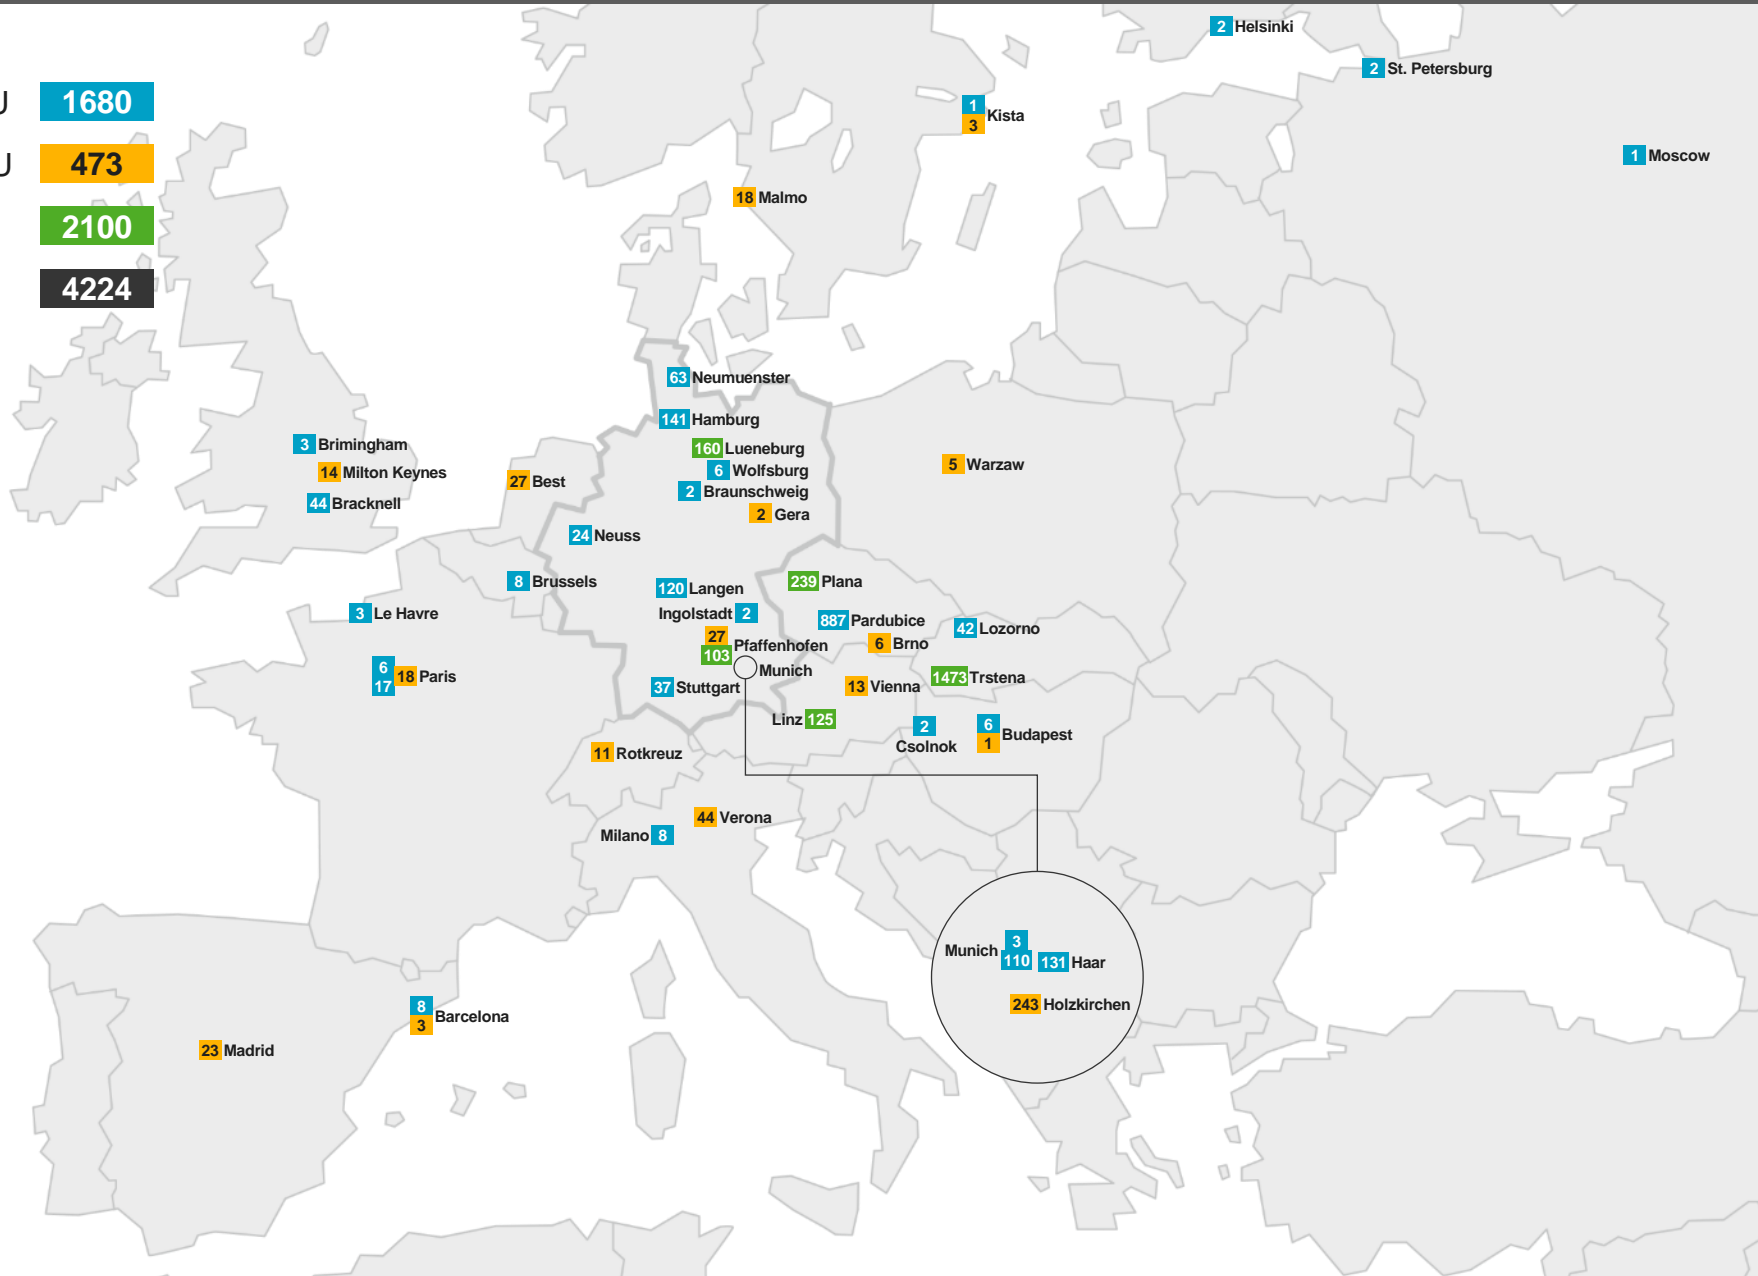 2 Helsinki
2 St. Petersburg
U 1680
1
3
Kista
U 473
1 Moscow
18 Malmo
2100
4224
63 Neumuenster
141 Hamburg
3 Brimingham
160 Lueneburg
14 Milton Keynes
6 Wolfsburg
5 Warzaw
27 Best
2 Braunschweig
44 Bracknell
2 Gera
24 Neuss
8 Brussels
239 Plana
120 Langen
3 Le Havre
Ingolstadt 2
887 Pardubice
42 Lozorno
27
103
Pfaffenhofen
6 Brno
6
17
18 Paris
Munich
1473 Trstena
37 Stuttgart
13 Vienna
Linz 125
2
Csolnok
6
1
Budapest
11 Rotkreuz
44 Verona
Milano 8
Munich
3
110
131 Haar
243 Holzkirchen
8
3
Barcelona
23 Madrid